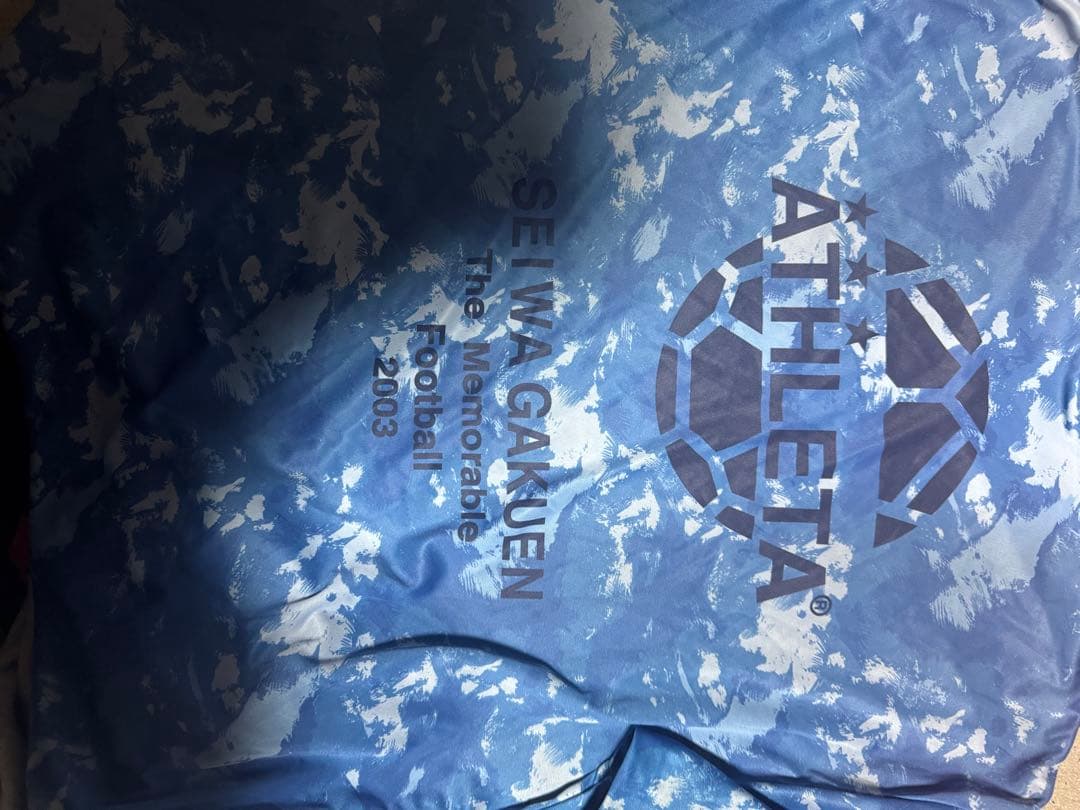 ATHLETA®
SEIWA GAKUEN
The Memorable
Football
2003